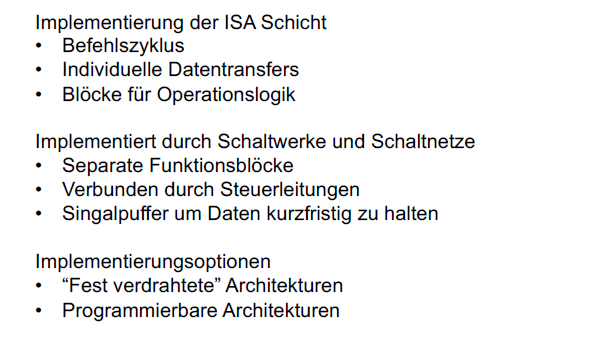 Implementierung der ISA Schicht
• Befehlszyklus
• Individuelle Datentransfers
• Blöcke für Operationslogik
Implementiert durch Schaltwerke und Schaltnetze
• Separate Funktionsblöcke
• Verbunden durch Steuerleitungen
• Singalpuffer um Daten kurzfristig zu halten
Implementierungsoptionen
• “Fest verdrahtete” Architekturen
• Programmierbare Architekturen